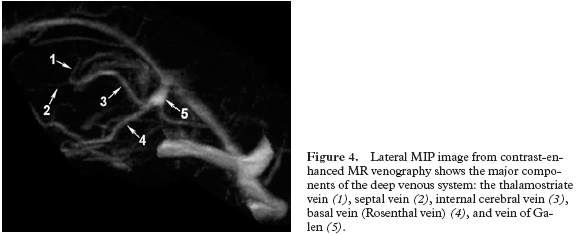 1
2
3
4
5
Figure 4. Lateral MIP image from contrast-en-
hanced MR venography shows the major compo-
nents of the deep venous system: the thalamostriate
vein (1), septal vein (2), internal cerebral vein (3),
basal vein (Rosenthal vein) (4), and vein of Ga-
len (5).